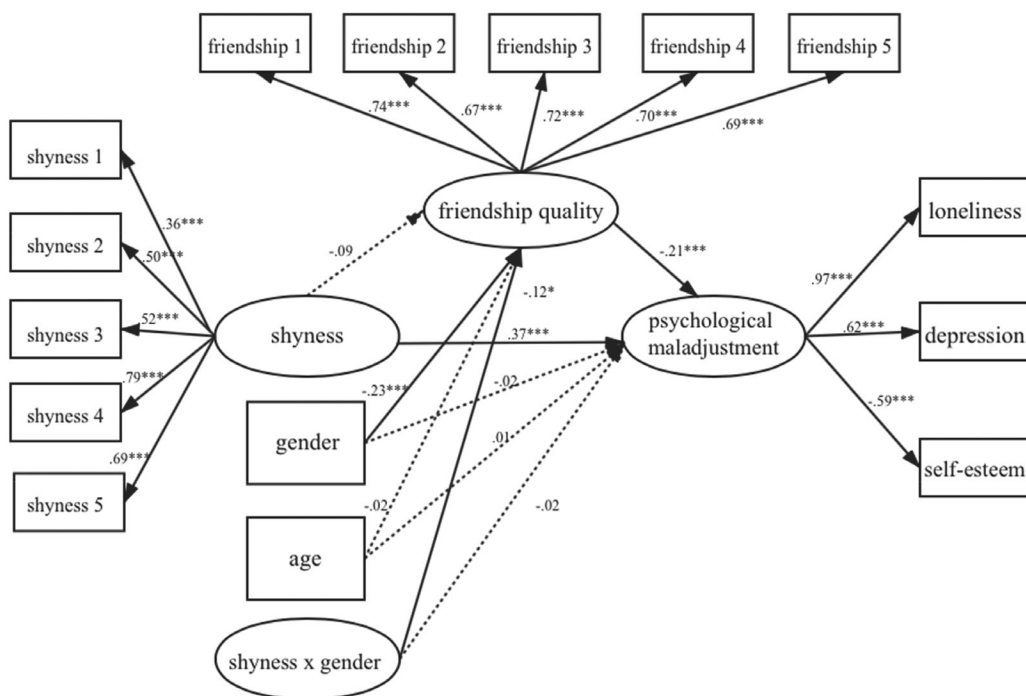 friendship 1
friendship 2
friendship 3
friendship 4
friendship 5
.74***
.67***
.72***
.70***
.69***
shyness 1
shyness 2
shyness 3
shyness 4
shyness 5
.36***
.50***
.52***
.79***
.69***
friendship quality
-.09
-.21***
-.12*
shyness
.37***
psychological
maladjustment
loneliness
depression
self-esteem
.97***
.62***
-.59***
-.23***
-.02
gender
.01
-.02
-.02
age
shyness x gender